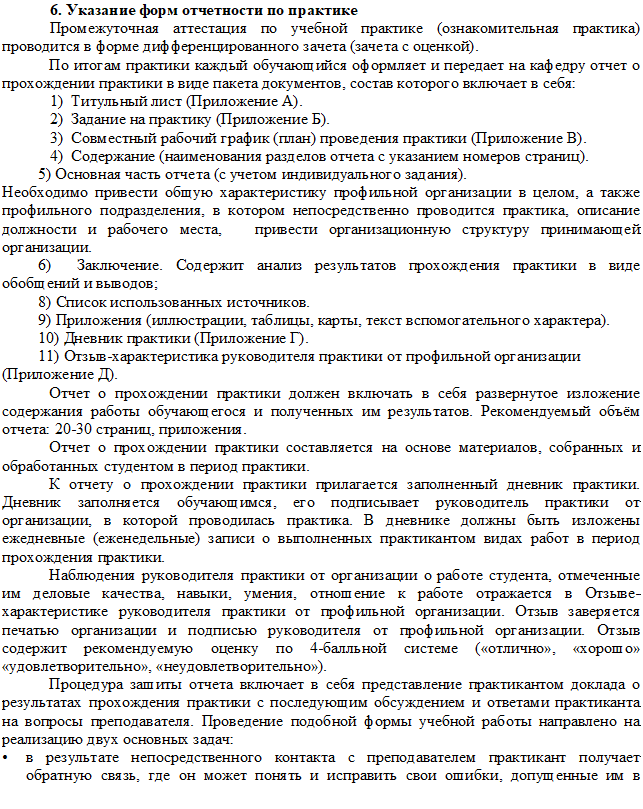 6. Указание форм отчетности по практике
Промежуточная аттестация по учебной практике (ознакомительная практика)
проводится в форме дифференцированного зачета (зачета с оценкой).
По итогам практики каждый обучающийся оформляет и передает на кафедру отчет о
прохождении практики в виде пакета документов, состав которого включает в себя:
1) Титульный лист (Приложение А).
2) Задание на практику (Приложение Б).
3) Совместный рабочий график (план) проведения практики (Приложение В).
4) Содержание (наименования разделов отчета с указанием номеров страниц).
5) Основная часть отчета (с учетом индивидуального задания).
Необходимо привести общую характеристику профильной организации в целом, а также
профильного подразделения, в котором непосредственно проводится практика, описание
должности и рабочего места, привести организационную структуру принимающей
организации.
6) Заключение. Содержит анализ результатов прохождения практики в виде
обобщений и выводов;
8) Список использованных источников.
9) Приложения (иллюстрации, таблицы, карты, текст вспомогательного характера).
10) Дневник практики (Приложение Г).
11) Отзыв-характеристика руководителя практики от профильной организации
(Приложение Д).
Отчет о прохождении практики должен включать в себя развернутое изложение
содержания работы обучающегося и полученных им результатов. Рекомендуемый объём
отчета: 20-30 страниц, приложения.
Отчет о прохождении практики составляется на основе материалов, собранных и
обработанных студентом в период практики.
К отчету о прохождении практики прилагается заполненный дневник практики.
Дневник заполняется обучающимся, его подписывает руководитель практики от
организации, в которой проводилась практика. В дневнике должны быть изложены
ежедневные (еженедельные) записи о выполненных практикантом видах работ в период
прохождения практики.
Наблюдения руководителя практики от организации о работе студента, отмеченные
им деловые качества, навыки, умения, отношение к работе отражается в Отзыве-
характеристике руководителя практики от профильной организации. Отзыв заверяется
печатью организации и подписью руководителя от профильной организации. Отзыв
содержит рекомендуемую оценку по 4-балльной системе («отлично», «хорошо»
«удовлетворительно», «неудовлетворительно»).
Процедура защиты отчета включает в себя представление практикантом доклада о
результатах прохождения практики с последующим обсуждением и ответами практиканта
на вопросы преподавателя. Проведение подобной формы учебной работы направлено на
реализацию двух основных задач:
• в результате непосредственного контакта с преподавателем практикант получает
обратную связь, где он может понять и исправить свои ошибки, допущенные им в